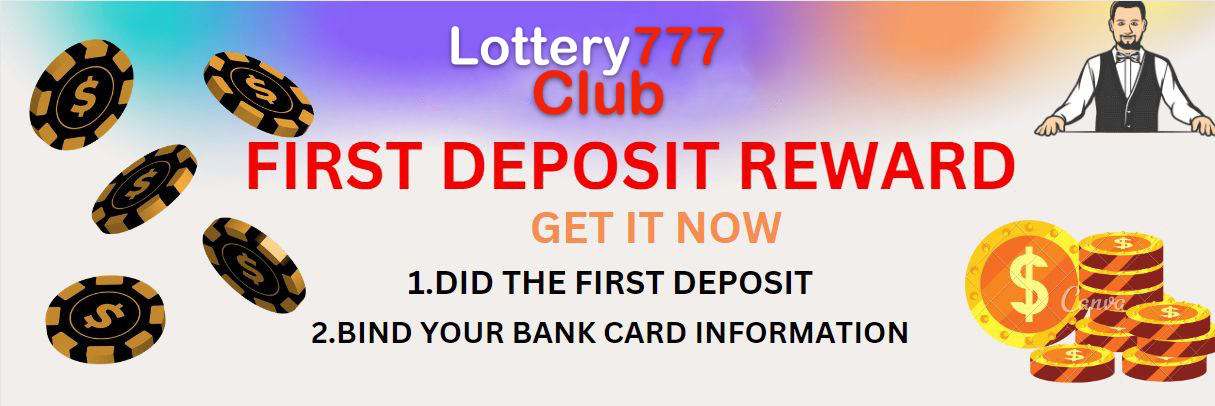 Lottery777
Club
FIRST DEPOSIT REWARD
GET IT NOW
1.DID THE FIRST DEPOSIT
2.BIND YOUR BANK CARD INFORMATION
Canva